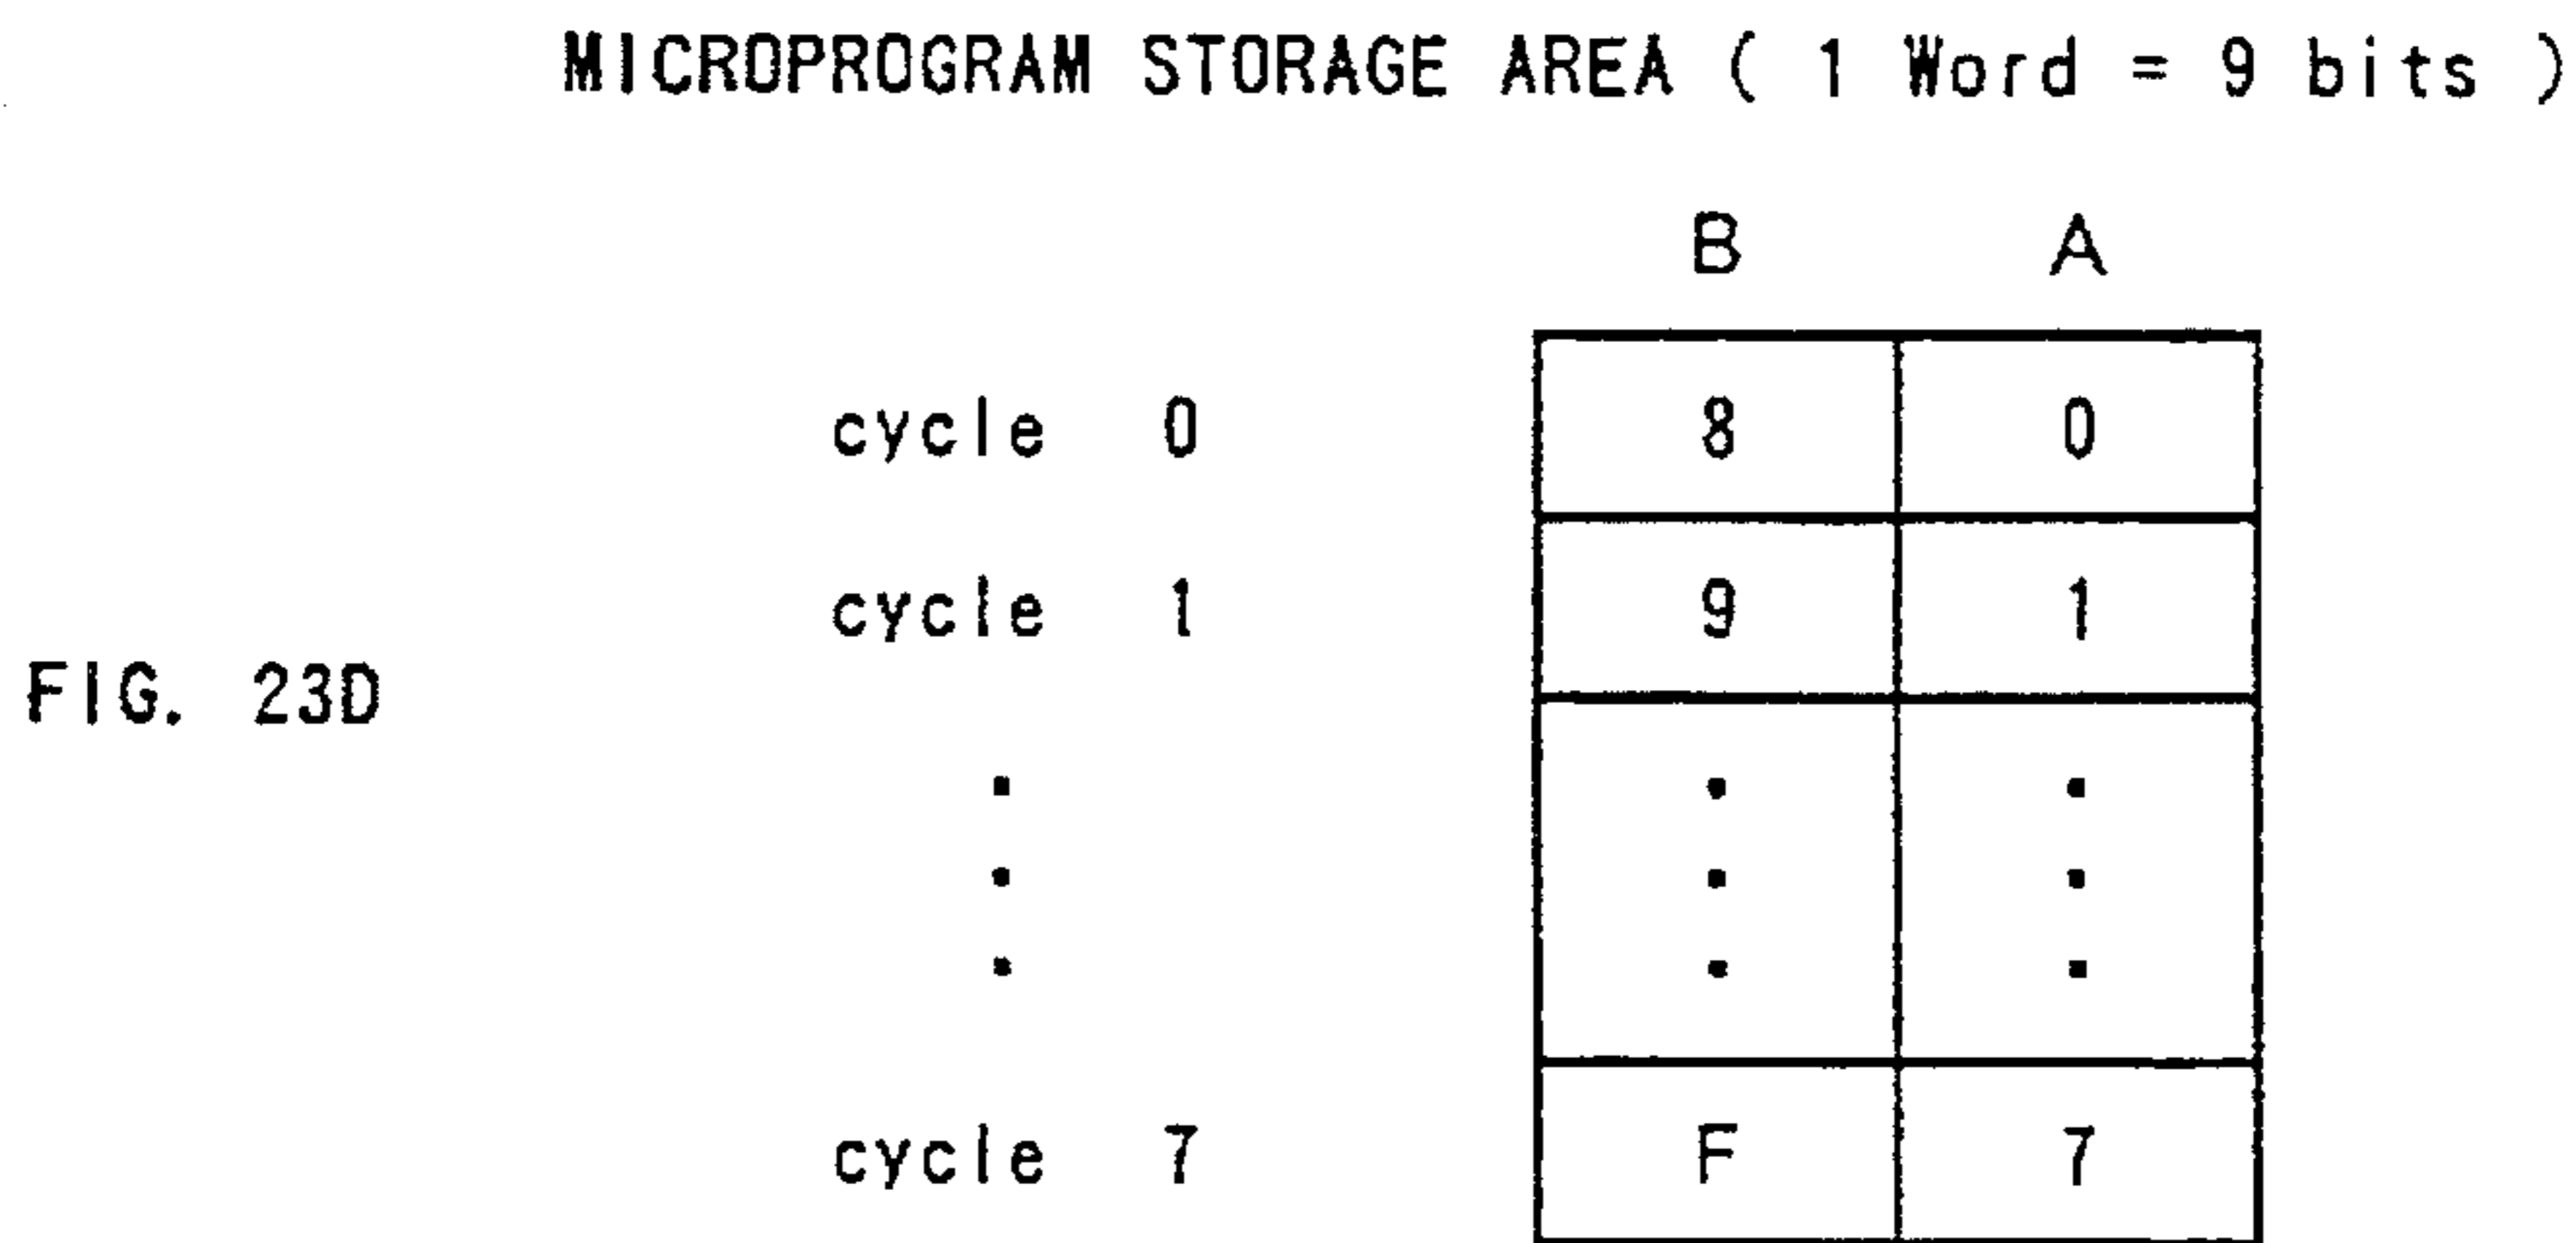 MICROPROGRAM STORAGE AREA ( 1 Word = 9 bits )
B A
cycle 0 8 0
cycle 1 9 1
FIG. 23D
cycle 7 F 7